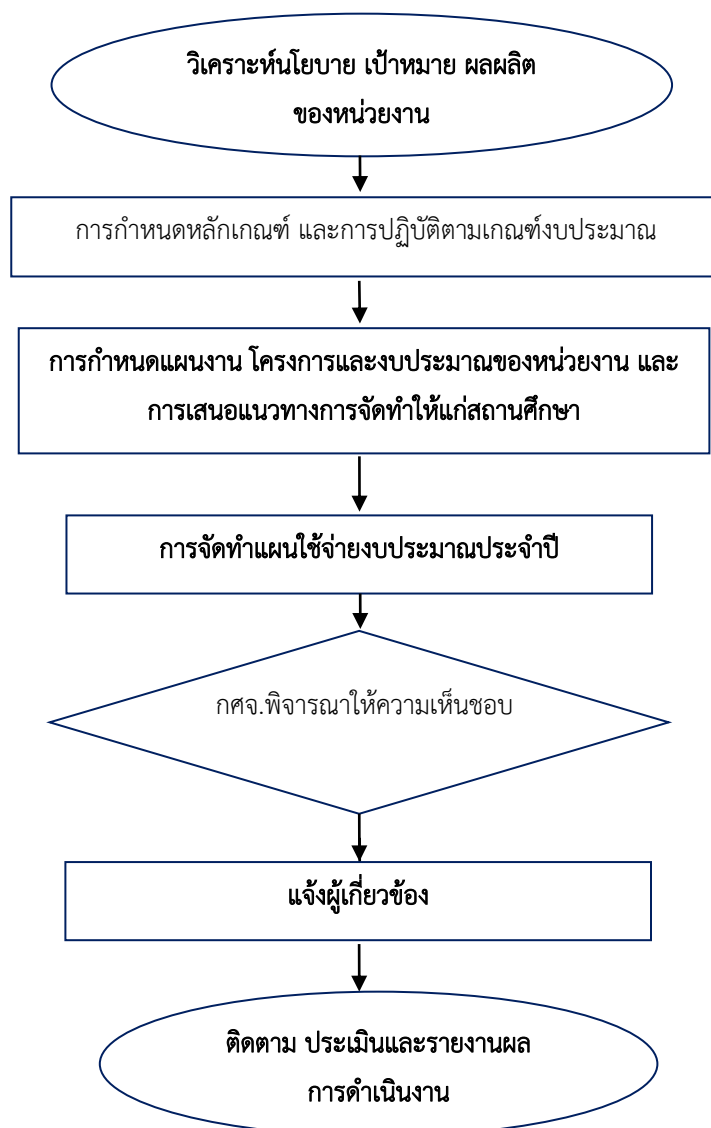 วิเคราะห์นโยบาย เป้าหมาย ผลผลิต
ของหน่วยงาน
การกำหนดหลักเกณฑ์ และการปฏิบัติตามเกณฑ์งบประมาณ
การกำหนดแผนงาน โครงการและงบประมาณของหน่วยงาน และ
การเสนอแนวทางการจัดทำให้แก่สถานศึกษา
การจัดทำแผนใช้จ่ายงบประมาณประจำปี
กศจ.พิจารณาให้ความเห็นชอบ
แจ้งผู้เกี่ยวข้อง
ติดตาม ประเมินและรายงานผล
การดำเนินงาน